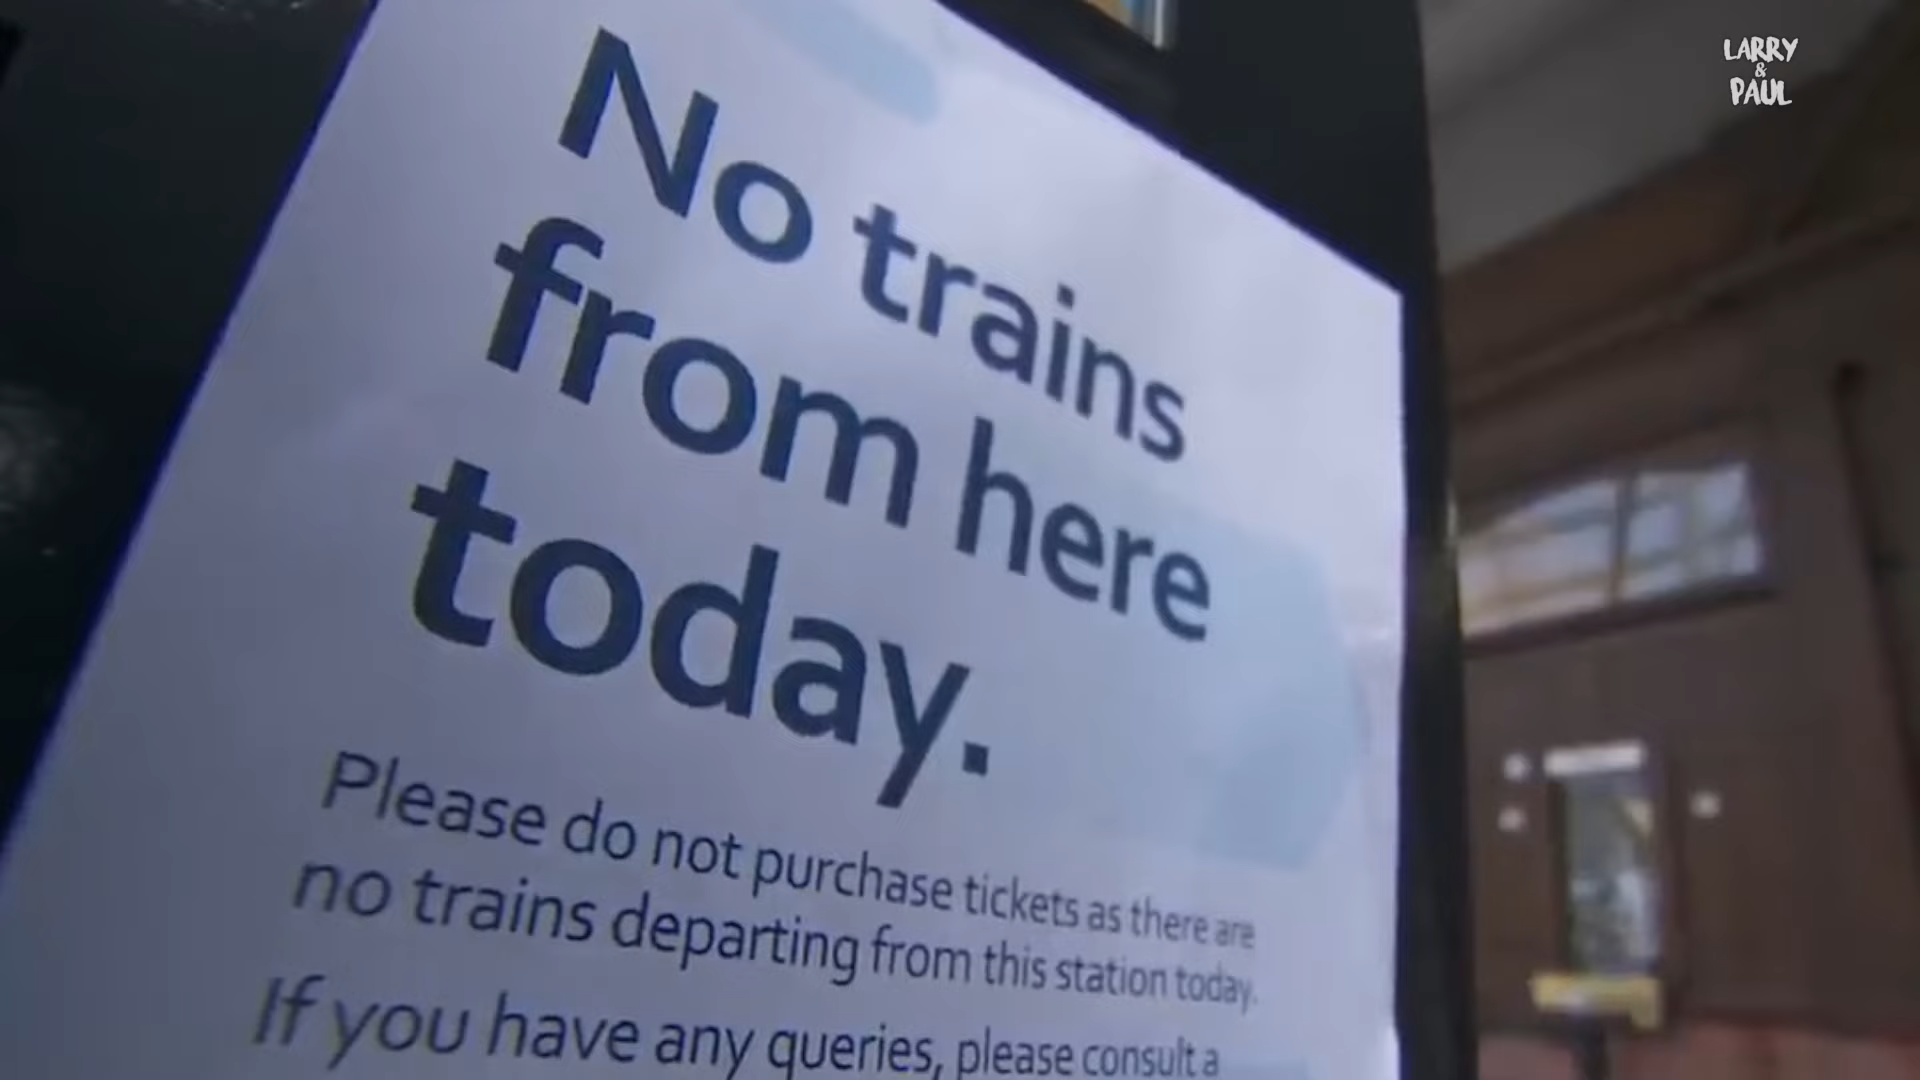 LARRY
&
PAUL
No trains
from here
today.
Please do not purchase tickets as there are
no trains departing from this station today.
If you have any queries, please consult a